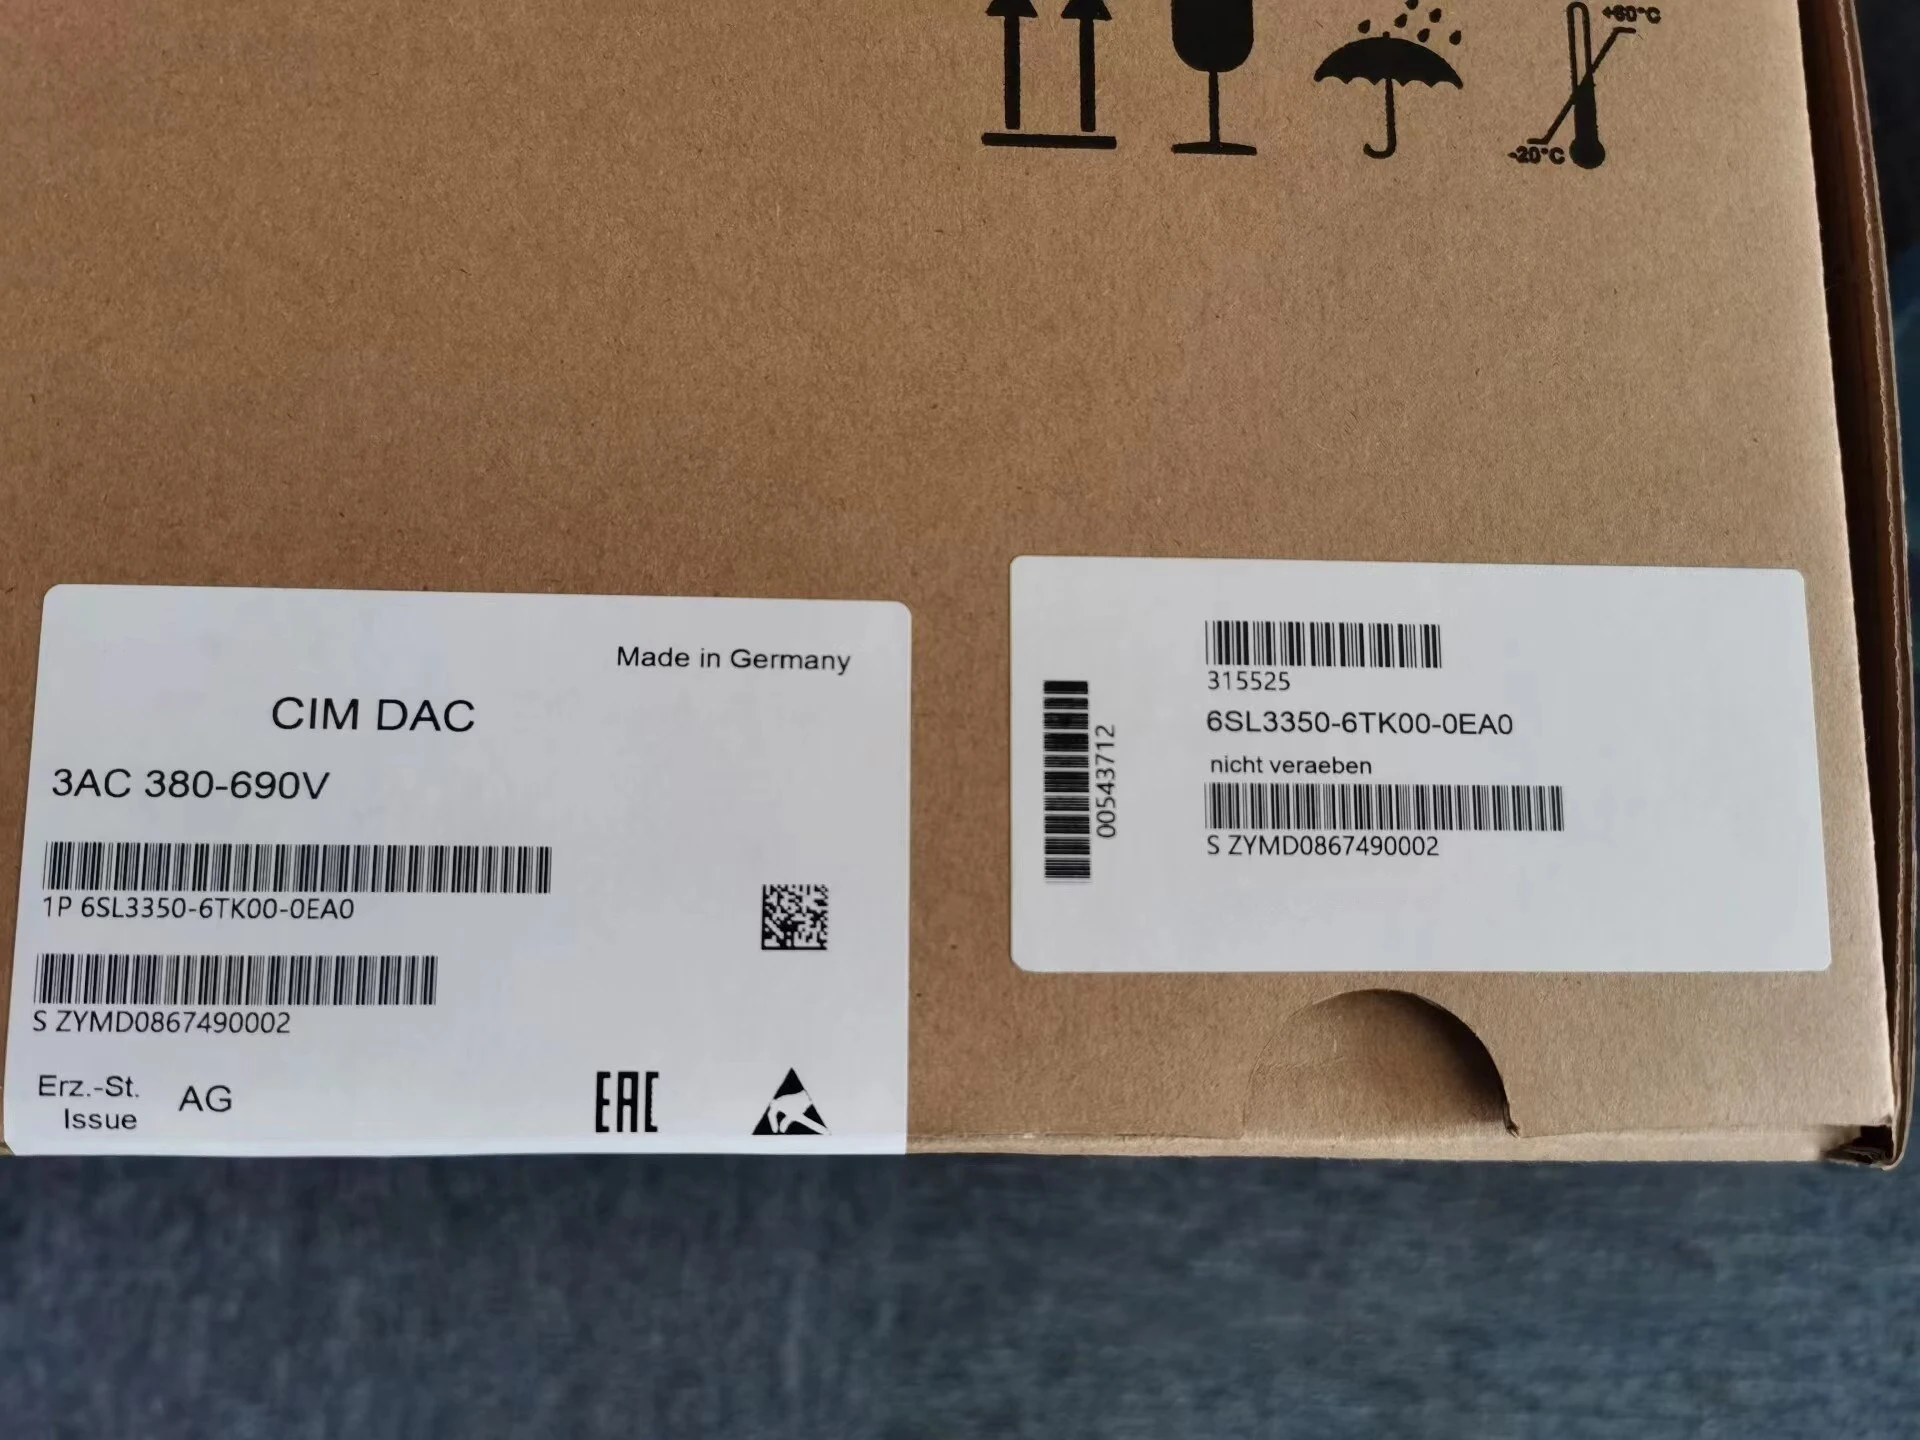 +60°C
-20°C
Made in Germany
CIM DAC
3AC 380-690V
1P 6SL3350-6TK00-0EA0
S ZYMD0867490002
Erz.-St.
Issue
AG
EAC
00543712
315525
6SL3350-6TK00-0EA0
nicht veraeben
S ZYMD0867490002